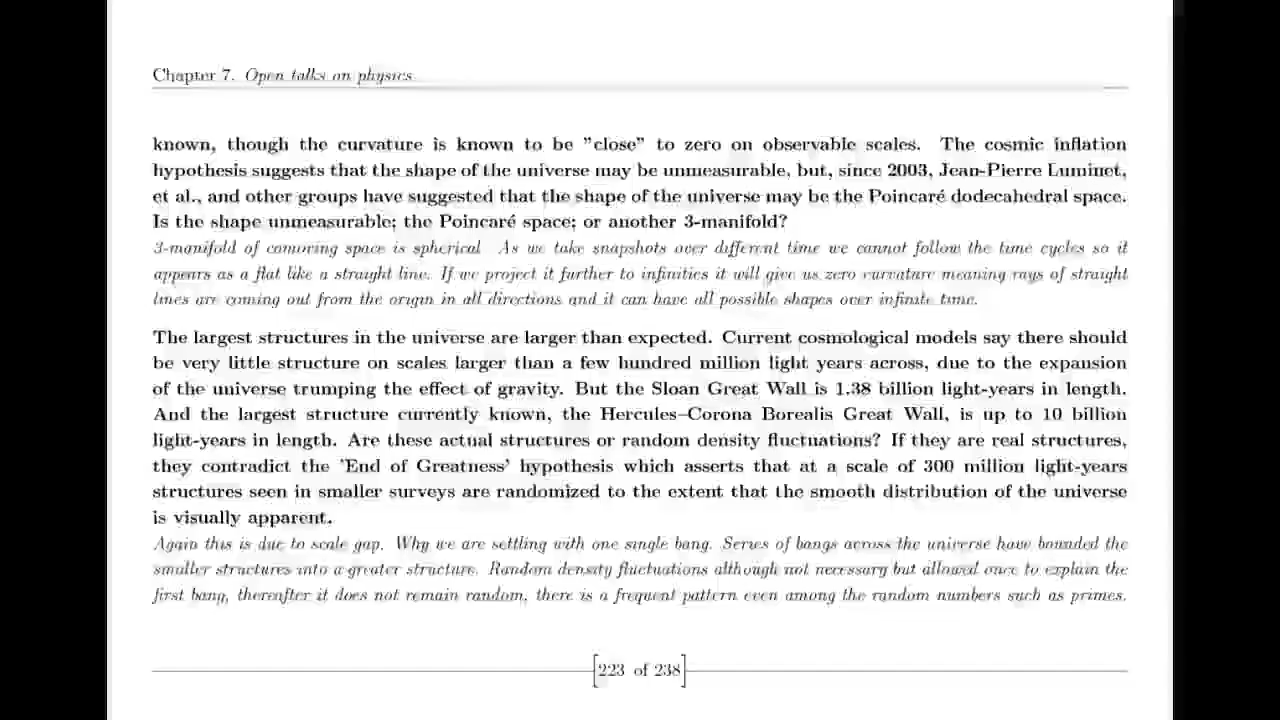 Chapter 7. Open talks on physics
known, though the curvature is known to be "close" to zero on observable scales. The cosmic inflation
hypothesis suggests that the shape of the universe may be unmeasurable, but, since 2003, Jean-Pierre Luminet,
et al., and other groups have suggested that the shape of the universe may be the Poincaré dodecahedral space.
Is the shape unmeasurable; the Poincaré space; or another 3-manifold?
3-manifold of comoving space is spherical. As we take snapshots over different time we cannot follow the time cycles so it
appears as a flat like a straight line. If we project it further to infinities it will give us zero curvature meaning rays of straight
lines are coming out from the origin in all directions and it can have all possible shapes over infinite time.
The largest structures in the universe are larger than expected. Current cosmological models say there should
be very little structure on scales larger than a few hundred million light years across, due to the expansion
of the universe trumping the effect of gravity. But the Sloan Great Wall is 1.38 billion light-years in length.
And the largest structure currently known, the Hercules–Corona Borealis Great Wall, is up to 10 billion
light-years in length. Are these actual structures or random density fluctuations? If they are real structures,
they contradict the 'End of Greatness' hypothesis which asserts that at a scale of 300 million light-years
structures seen in smaller surveys are randomized to the extent that the smooth distribution of the universe
is visually apparent.
Again this is due to scale gap. Why we are settling with one single bang. Series of bangs across the universe have bounded the
smaller structures into a greater structure. Random density fluctuations although not necessary but allowed once to explain the
first bang, thereafter it does not remain random, there is a frequent pattern even among the random numbers such as primes.
223 of 238